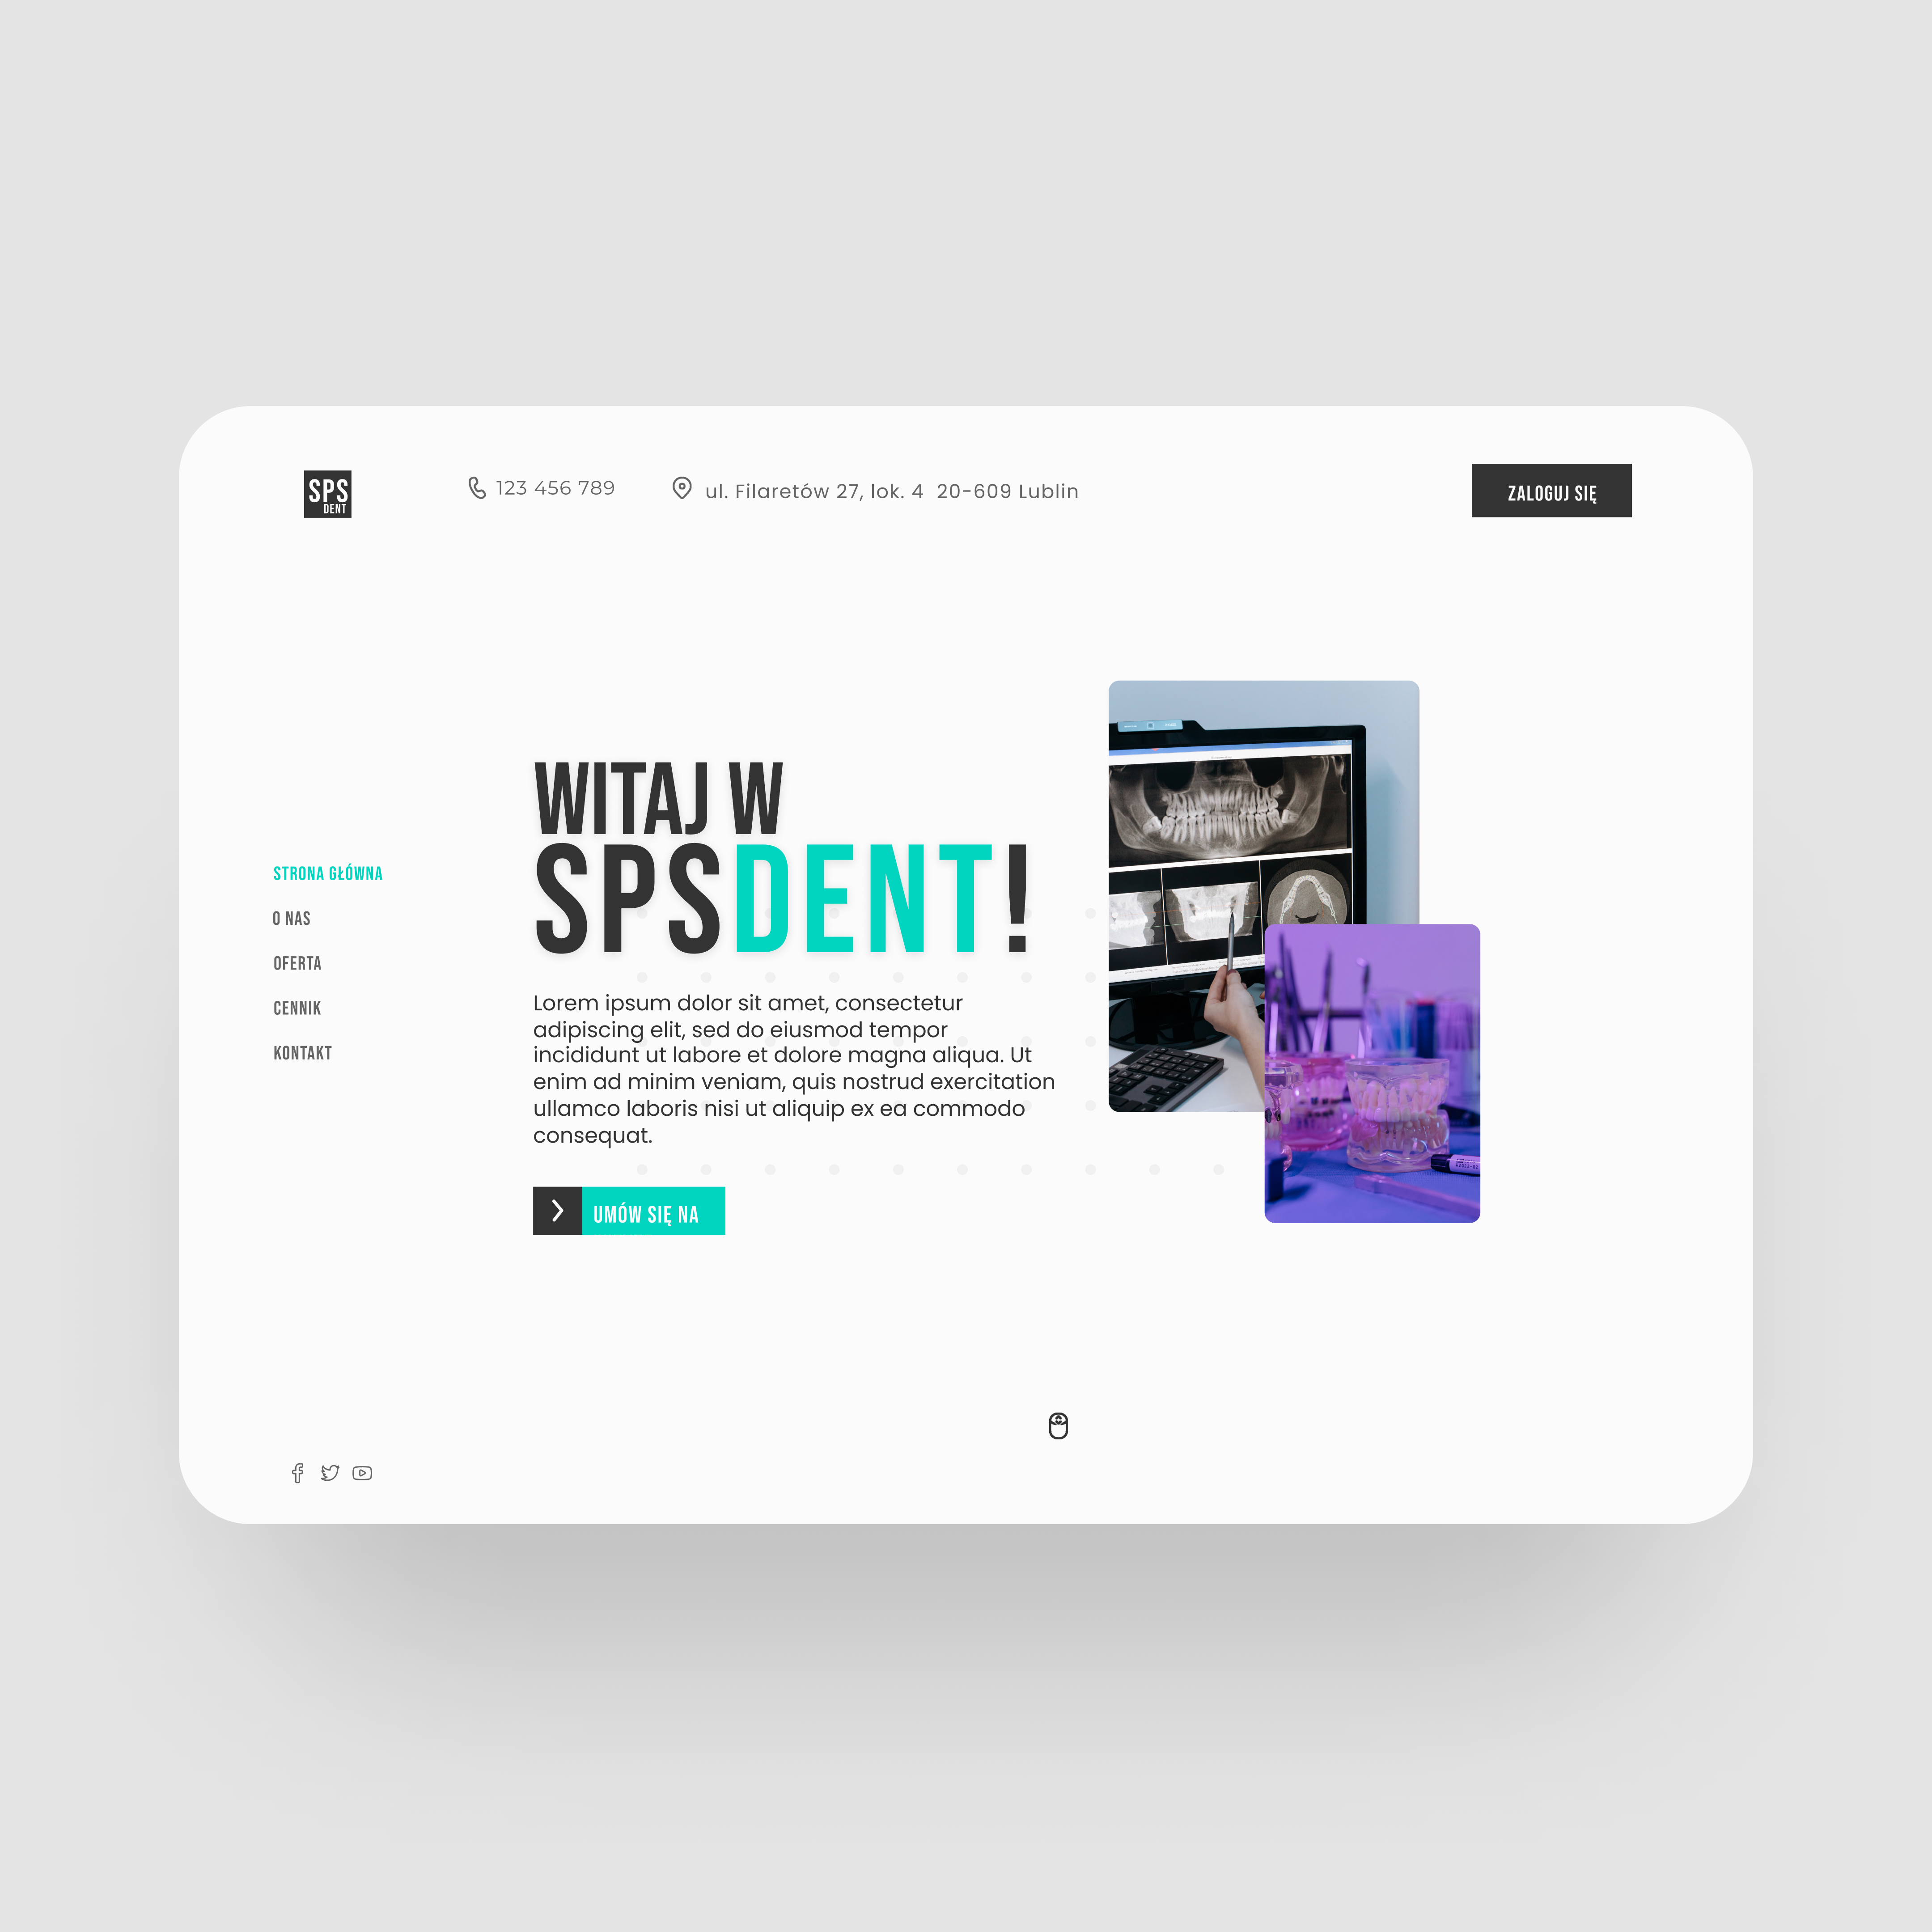 SPS
DENT
123 456 789
ul. Filaretów 27, lok. 4 20-609 Lublin
ZALOGUJ SIĘ
WITAJ W
SPSDENT!
STRONA GŁÓWNA
O NAS
OFERTA
CENNIK
KONTAKT
Lorem ipsum dolor sit amet, consectetur
adipiscing elit, sed do eiusmod tempor
incididunt ut labore et dolore magna aliqua. Ut
enim ad minim veniam, quis nostrud exercitation
ullamco laboris nisi ut aliquip ex ea commodo
consequat.
UMÓW SIĘ NA